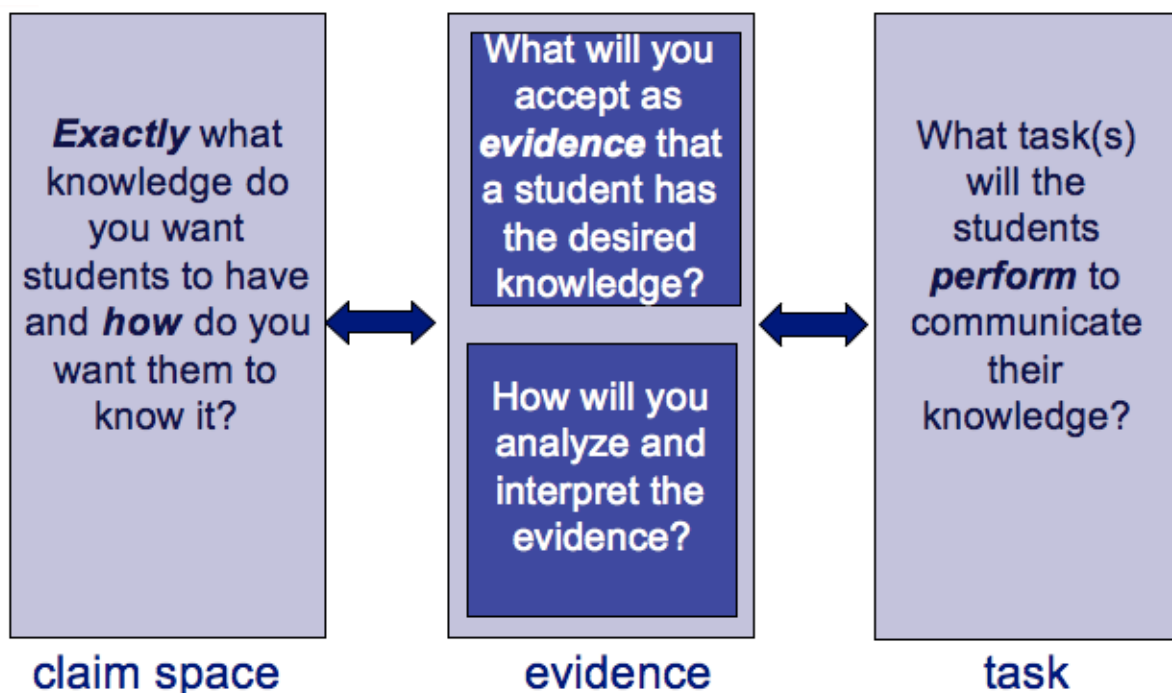 Exactly what
knowledge do
you want
students to have
and how do you
want them to
know it?
What will you
accept as
evidence that
a student has
the desired
knowledge?
How will you
analyze and
interpret the
evidence?
What task(s)
will the
students
perform to
communicate
their
knowledge?
claim space
evidence
task